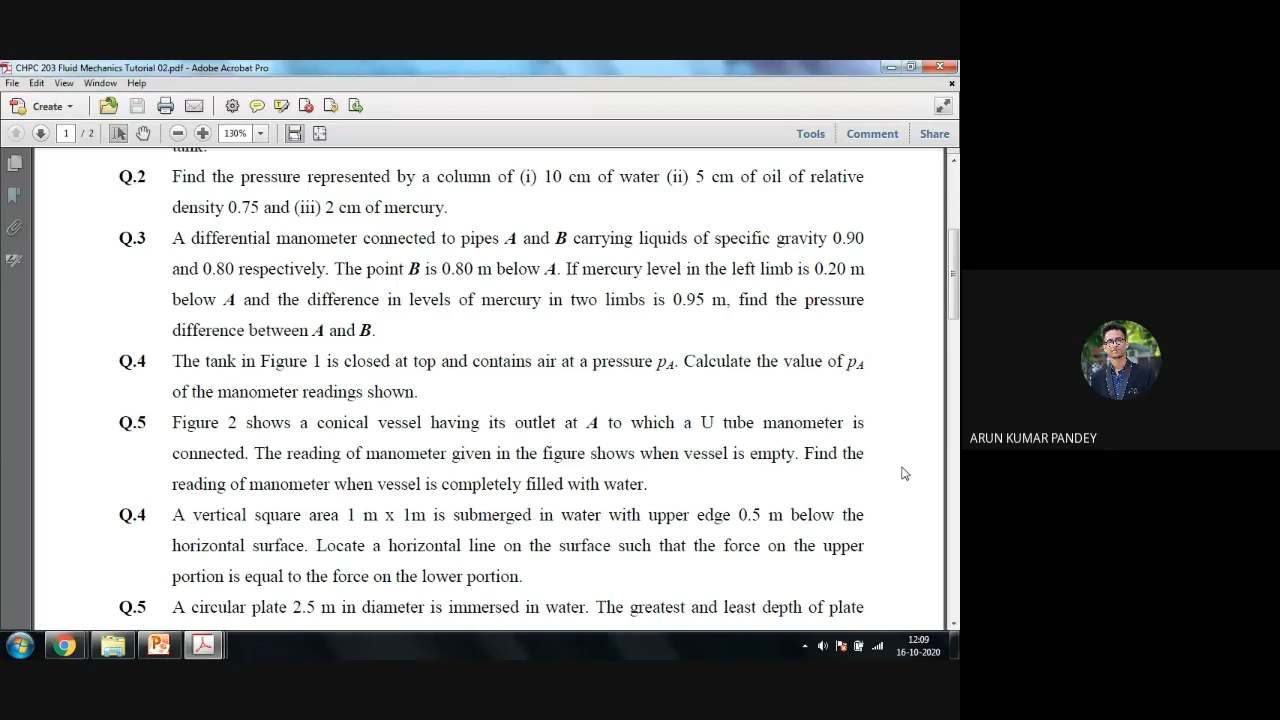 CHPC 203 Fluid Mechanics Tutorial 02.pdf - Adobe Acrobat Pro
File Edit View Window Help
Create
1 / 2 130% Tools Comment Share
tank.
Q.2 Find the pressure represented by a column of (i) 10 cm of water (ii) 5 cm of oil of relative
density 0.75 and (iii) 2 cm of mercury.
Q.3 A differential manometer connected to pipes A and B carrying liquids of specific gravity 0.90
and 0.80 respectively. The point B is 0.80 m below A. If mercury level in the left limb is 0.20 m
below A and the difference in levels of mercury in two limbs is 0.95 m, find the pressure
difference between A and B.
Q.4 The tank in Figure 1 is closed at top and contains air at a pressure pA. Calculate the value of pA
of the manometer readings shown.
Q.5 Figure 2 shows a conical vessel having its outlet at A to which a U tube manometer is
connected. The reading of manometer given in the figure shows when vessel is empty. Find the
reading of manometer when vessel is completely filled with water.
Q.4 A vertical square area 1 m x 1m is submerged in water with upper edge 0.5 m below the
horizontal surface. Locate a horizontal line on the surface such that the force on the upper
portion is equal to the force on the lower portion.
Q.5 A circular plate 2.5 m in diameter is immersed in water. The greatest and least depth of plate
ARUN KUMAR PANDEY
12:09
16-10-2020